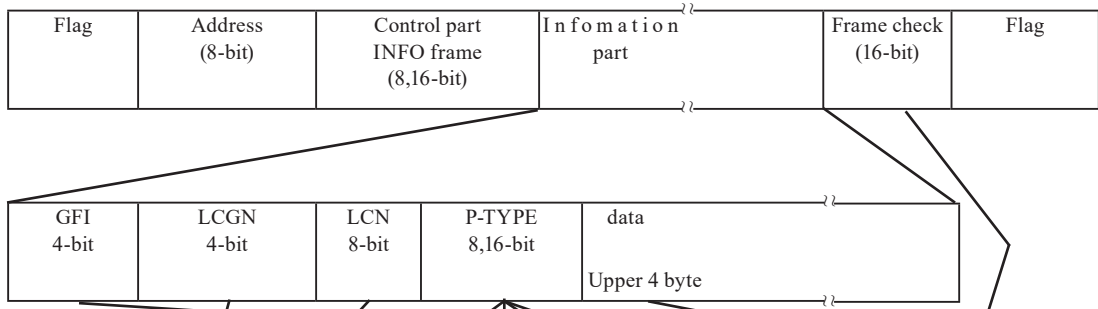 Flag Address Control part Infomation Frame check Flag
(8-bit) INFO frame part (16-bit)
(8,16-bit)
GFI LCGN LCN P-TYPE data
4-bit 4-bit 8-bit 8,16-bit
Upper 4 byte